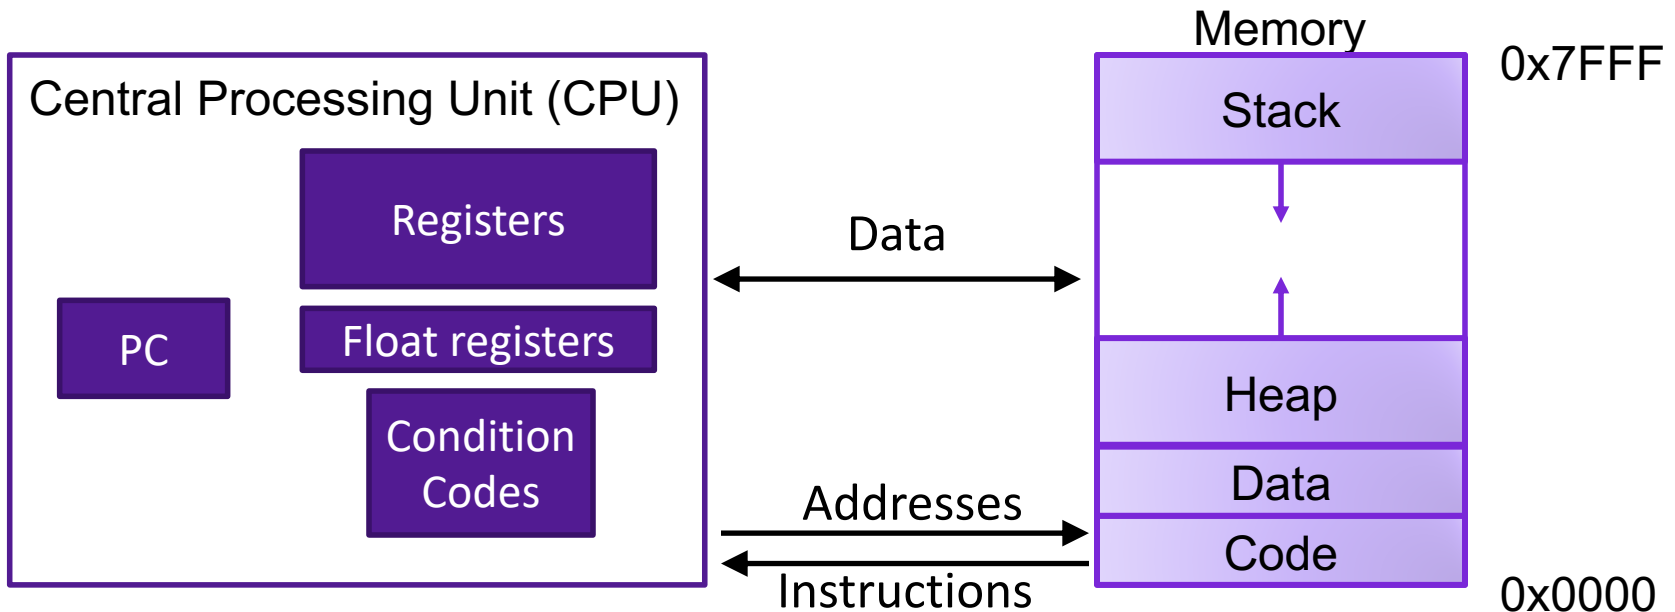 Central Processing Unit (CPU)
Registers
PC
Float registers
Condition
Codes
Data
Addresses
Instructions
Memory
0x7FFF
Stack
Heap
Data
Code
0x0000